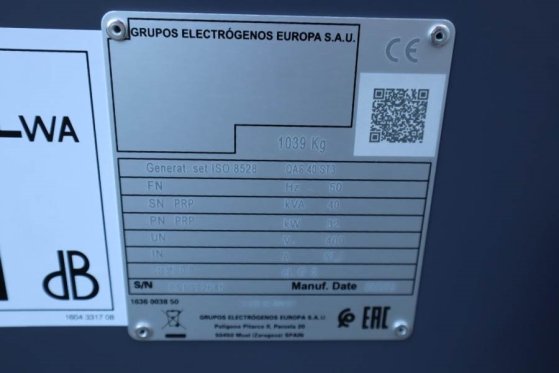 GRUPOS ELECTRÓGENOS EUROPA S.A.U.
CE
LWA
1039 Kg
Generat. set ISO 8528 QAS 40 ST3
FN Hz 50
SN PRP kVA 40
PN PRP kW 32
UN V 400
IN A
S/N Manuf. Date
1636 0038 50
dB
1604 3317 08
GRUPOS ELECTRÓGENOS EUROPA S.A.U
Polígono Pitarco II, Parcela 20
50450 Muel (Zaragoza) SPAIN
EAC